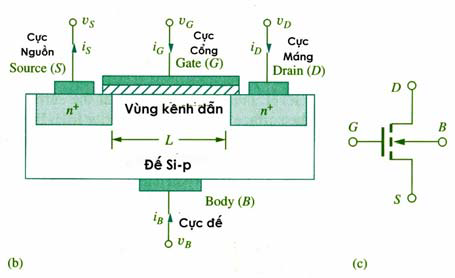 vS
vG
vD
Cực
Nguồn
Source (S)
iS
iG
Cực
Cổng
Gate (G)
iD
Cực
Máng
Drain (D)
n+
Vùng kênh dẫn
n+
L
Đế Si-p
Body (B)
iB
Cực đế
vB
(b)
D
G
B
S
(c)